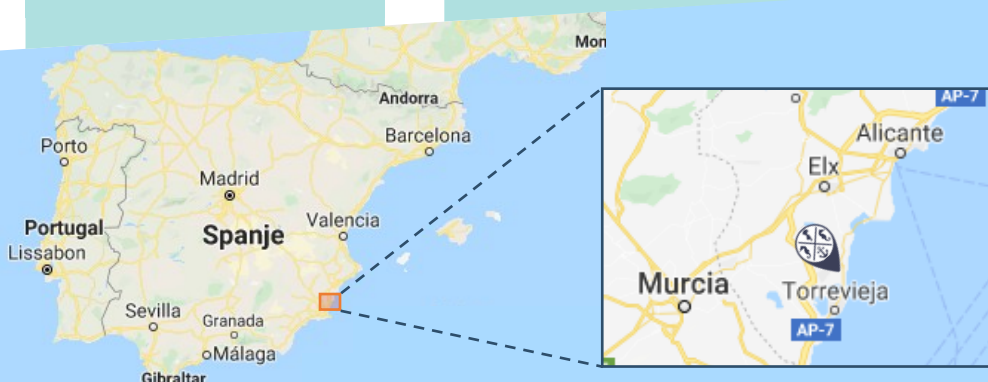 Mon
Andorra
Barcelona
Porto
Madrid
Valencia
Portugal
Spanje
Lissabon
Sevilla
Granada
Málaga
Gibraltar
AP-7
Alicante
Elx
Murcia
Torrevieja
AP-7